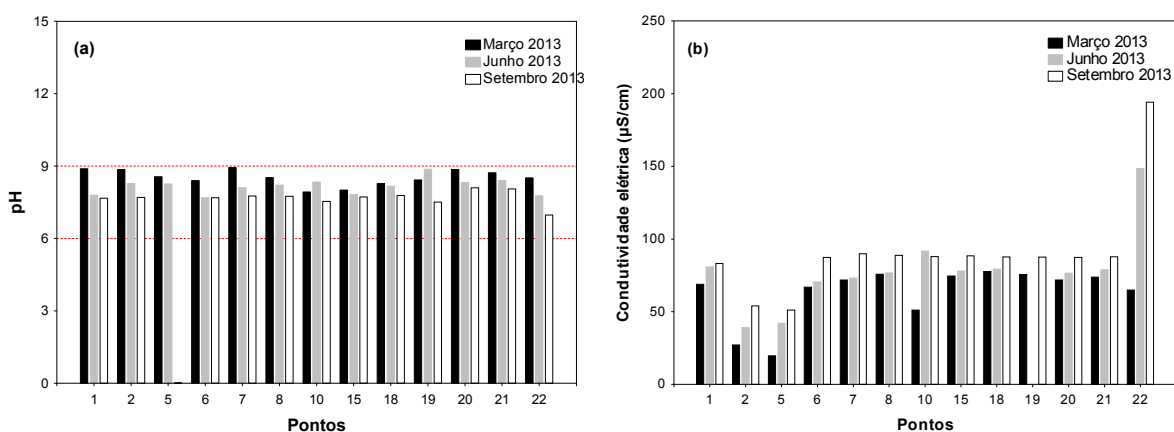 (a)
Março 2013
Junho 2013
Setembro 2013
15
12
9
6
3
0
pH
1 2 5 6 7 8 10 15 18 19 20 21 22
Pontos
(b)
Março 2013
Junho 2013
Setembro 2013
250
200
150
100
50
0
Condutividade elétrica (µS/cm)
1 2 5 6 7 8 10 15 18 19 20 21 22
Pontos